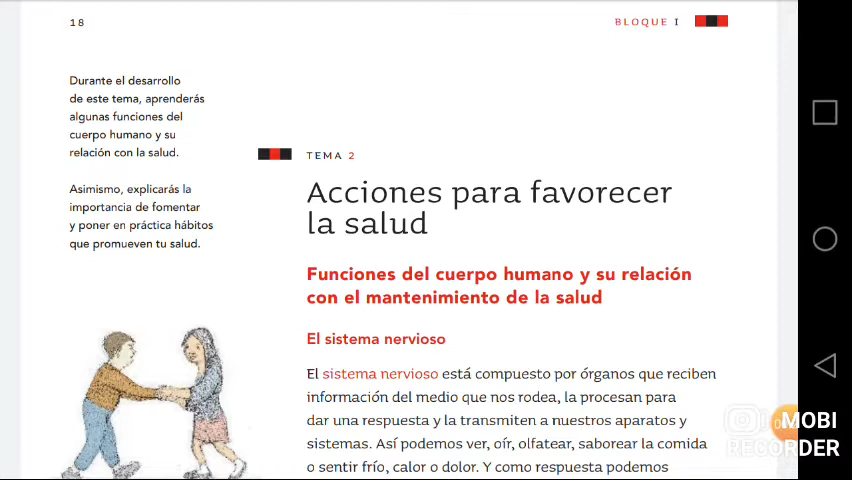 18
BLOQUE I
Durante el desarrollo
de este tema, aprenderás
algunas funciones del
cuerpo humano y su
relación con la salud.
Asimismo, explicarás la
importancia de fomentar
y poner en práctica hábitos
que promueven tu salud.
TEMA 2
Acciones para favorecer
la salud
Funciones del cuerpo humano y su relación
con el mantenimiento de la salud
El sistema nervioso
El sistema nervioso está compuesto por órganos que reciben
información del medio que nos rodea, la procesan para
dar una respuesta y la transmiten a nuestros aparatos y
sistemas. Así podemos ver, oír, olfatear, saborear la comida
o sentir frío, calor o dolor. Y como respuesta podemos
MOBI
RECORDER